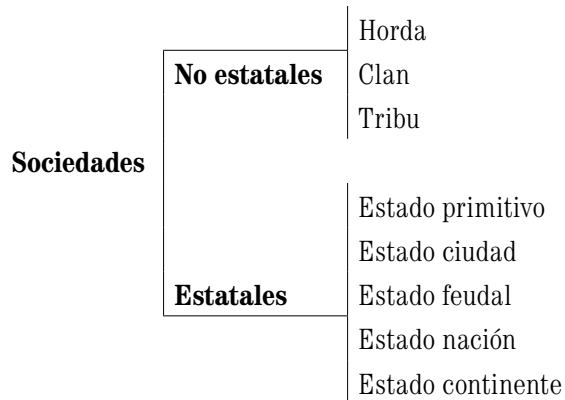 Horda
No estatales
Clan
Tribu
Sociedades
Estado primitivo
Estado ciudad
Estatales
Estado feudal
Estado nación
Estado continente